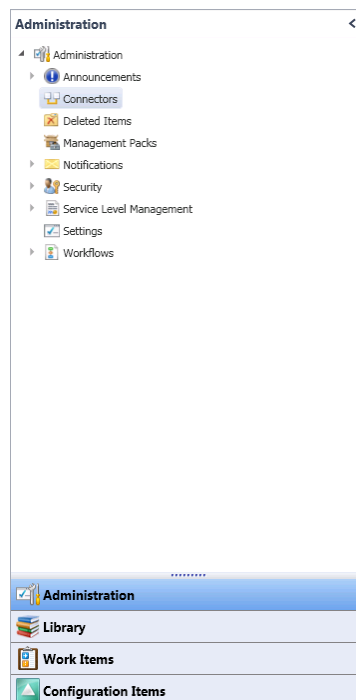 Administration
Administration
Announcements
Connectors
Deleted Items
Management Packs
Notifications
Security
Service Level Management
Settings
Workflows
Administration
Library
Work Items
Configuration Items